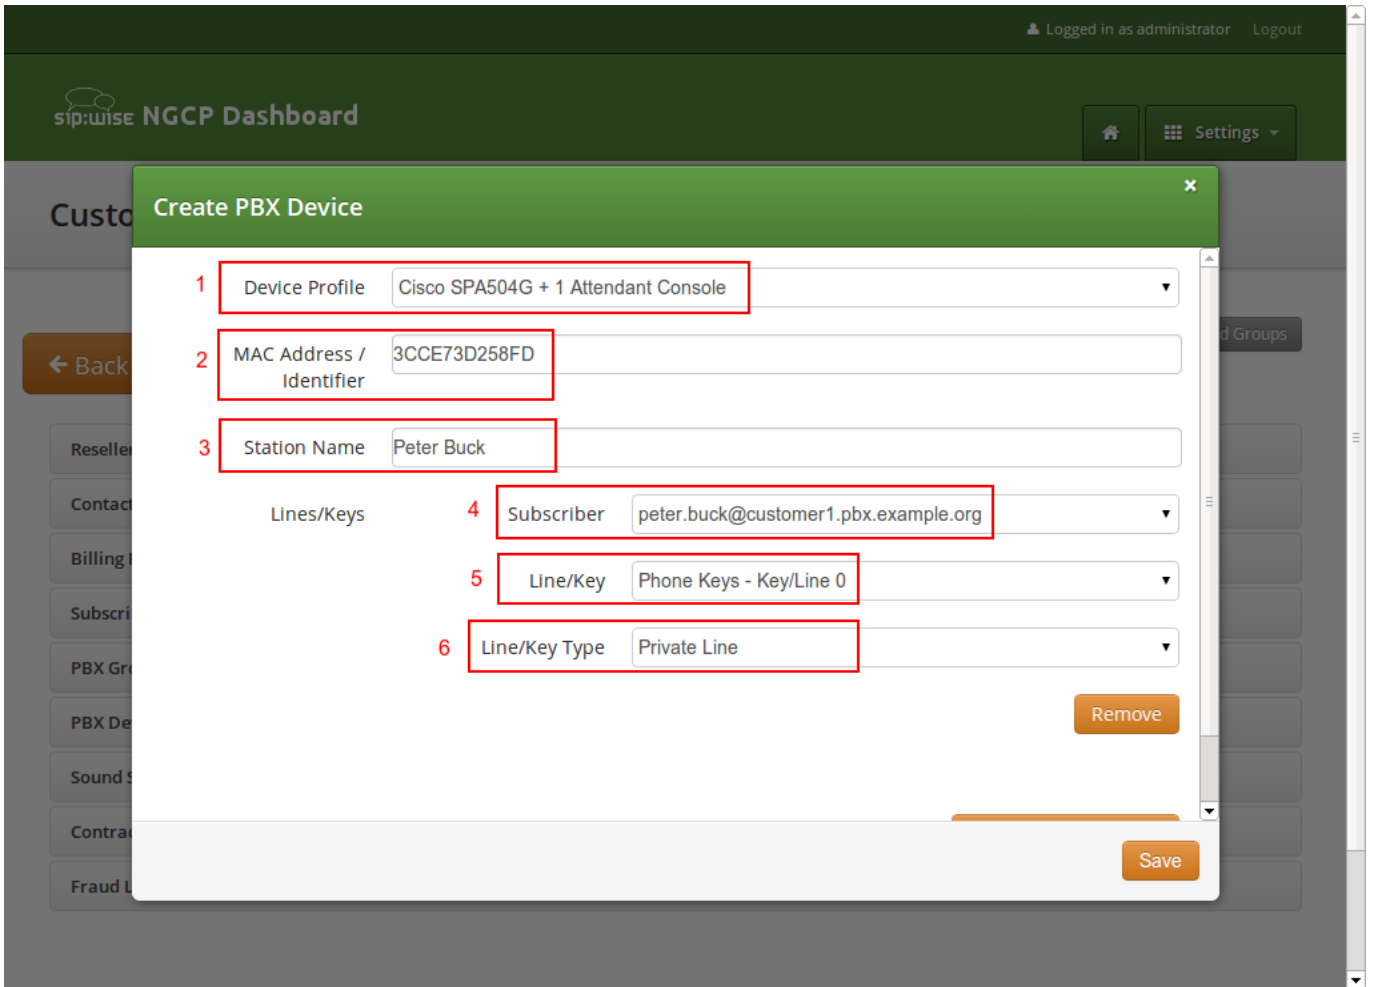 Logged in as administrator Logout
sip:wise NGCP Dashboard
Settings
Custo
Create PBX Device
×
1 Device Profile Cisco SPA504G + 1 Attendant Console
d Groups
Back
2 MAC Address / Identifier 3CCE73D258FD
3 Station Name Peter Buck
Reseller
Lines/Keys
4 Subscriber peter.buck@customer1.pbx.example.org
Contact
Billing
5 Line/Key Phone Keys - Key/Line 0
Subscri
6 Line/Key Type Private Line
PBX Gro
Remove
PBX De
Sound S
Contra
Save
Fraud L